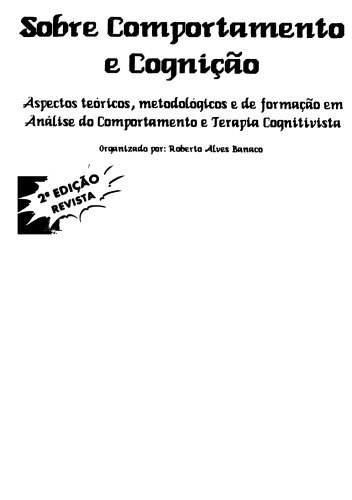 Sobre Comportamento
e Cognição
Aspectos teóricos, metodológicos e de formação em
Análise do Comportamento e Terapia Cognitivista
Organizado por: Roberto Alves Banaco
2ª EDIÇÃO
REVISTA